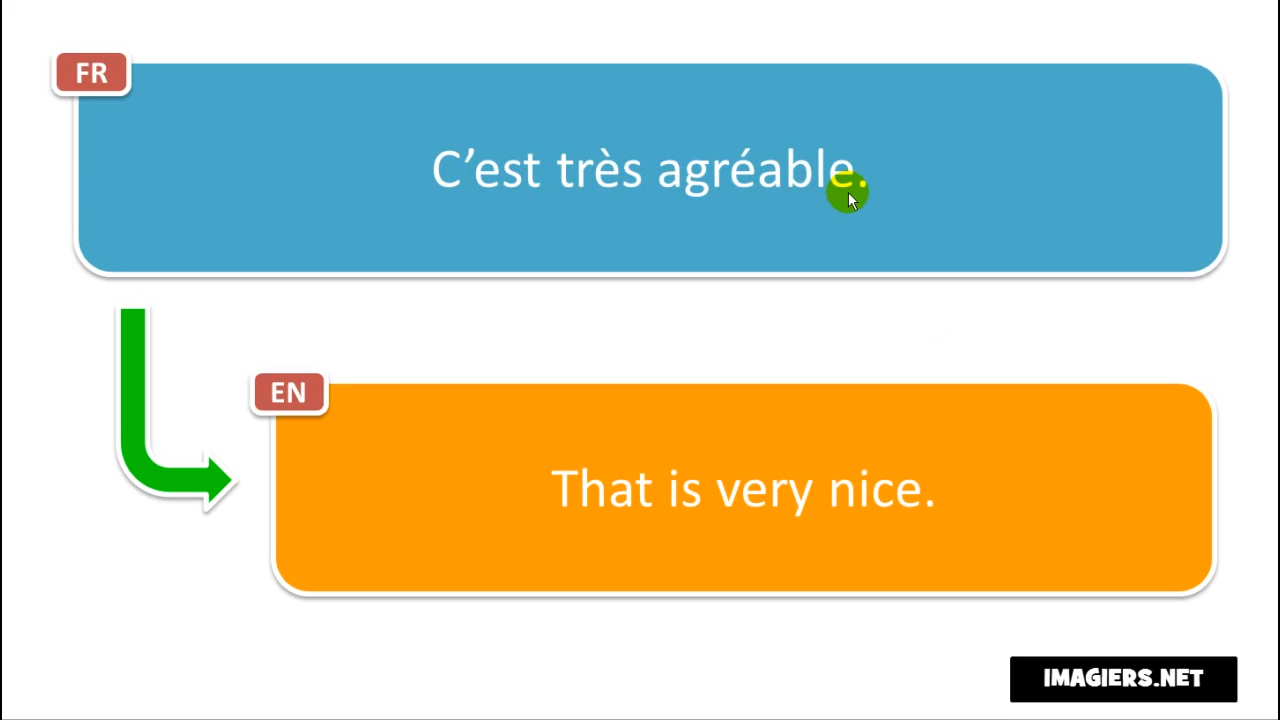 FR
C’est très agréable.
EN
That is very nice.
IMAGIERS.NET